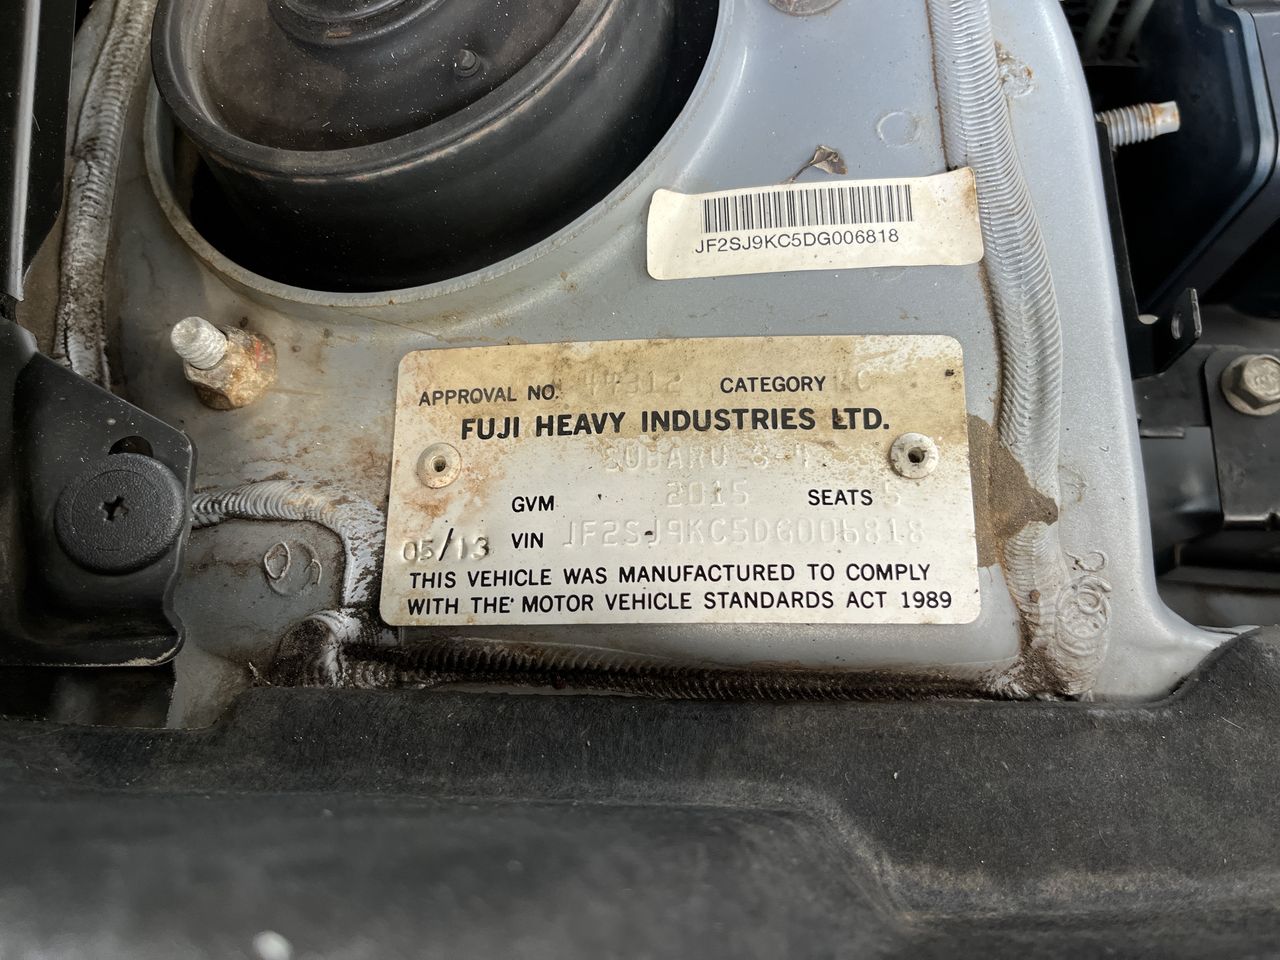 JF2SJ9KC5DG006818
APPROVAL NO. 44312 CATEGORY
FUJI HEAVY INDUSTRIES LTD.
SUBARU
GVM 2015 SEATS 5
05/13 VIN JF2SJ9KC5DG006818
THIS VEHICLE WAS MANUFACTURED TO COMPLY
WITH THE MOTOR VEHICLE STANDARDS ACT 1989